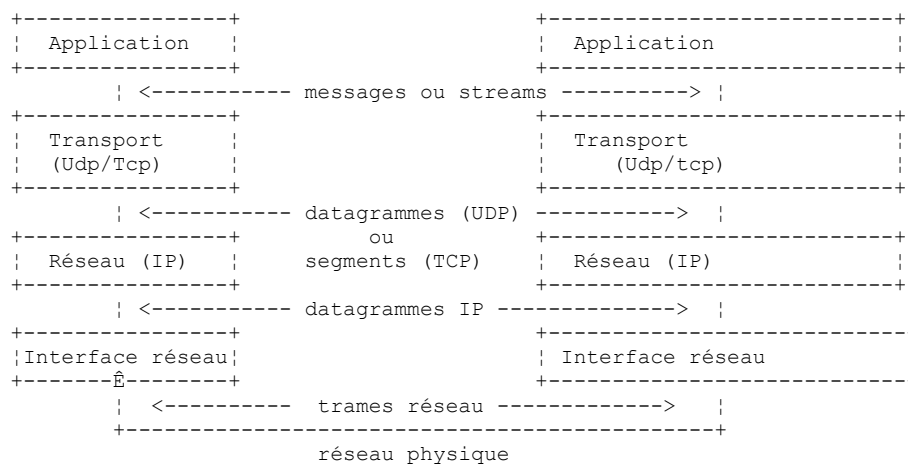 Application Application
<----------- messages ou streams ---------->
Transport Transport
(Udp/Tcp) (Udp/tcp)
<----------- datagrammes (UDP) ----------->
ou
Réseau (IP) segments (TCP) Réseau (IP)
<----------- datagrammes IP -------------->
Interface réseau Interface réseau
Ê
<---------- trames réseau ------------->
réseau physique